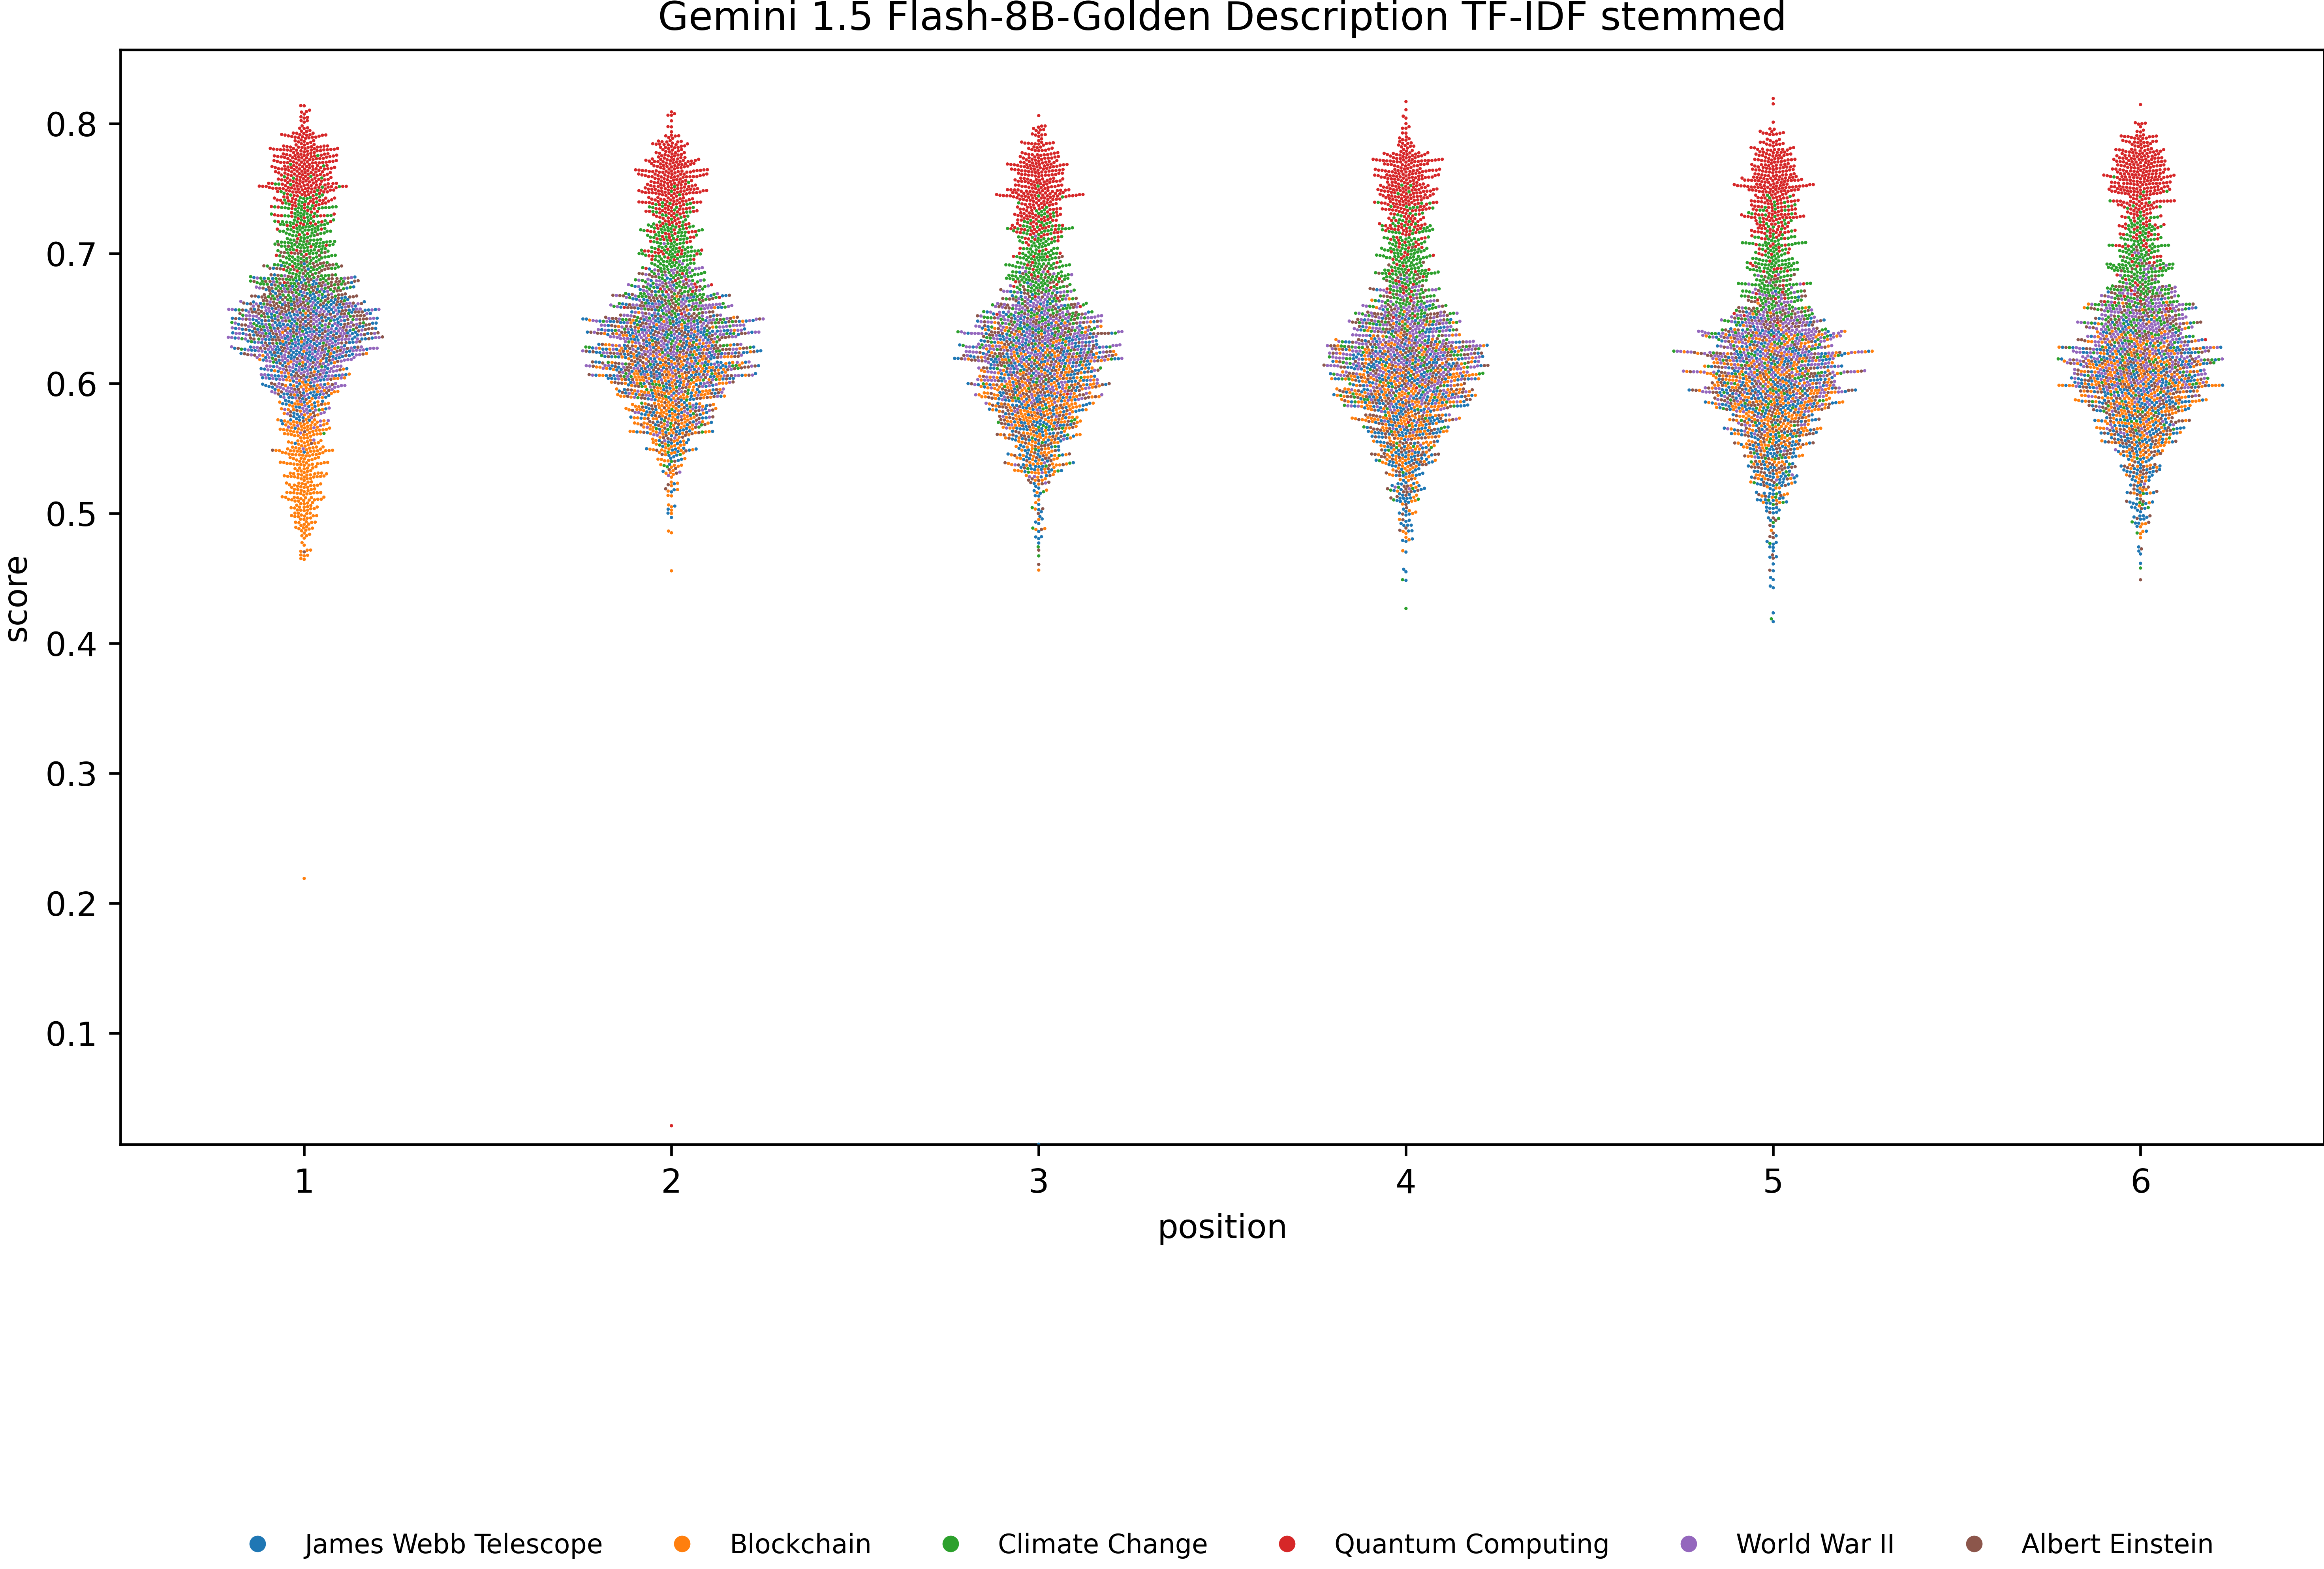 Gemini 1.5 Flash-8B-Golden Description TF-IDF stemmed
score
0.8
0.7
0.6
0.5
0.4
0.3
0.2
0.1
1 2 3 4 5 6
position
James Webb Telescope Blockchain Climate Change Quantum Computing World War II Albert Einstein